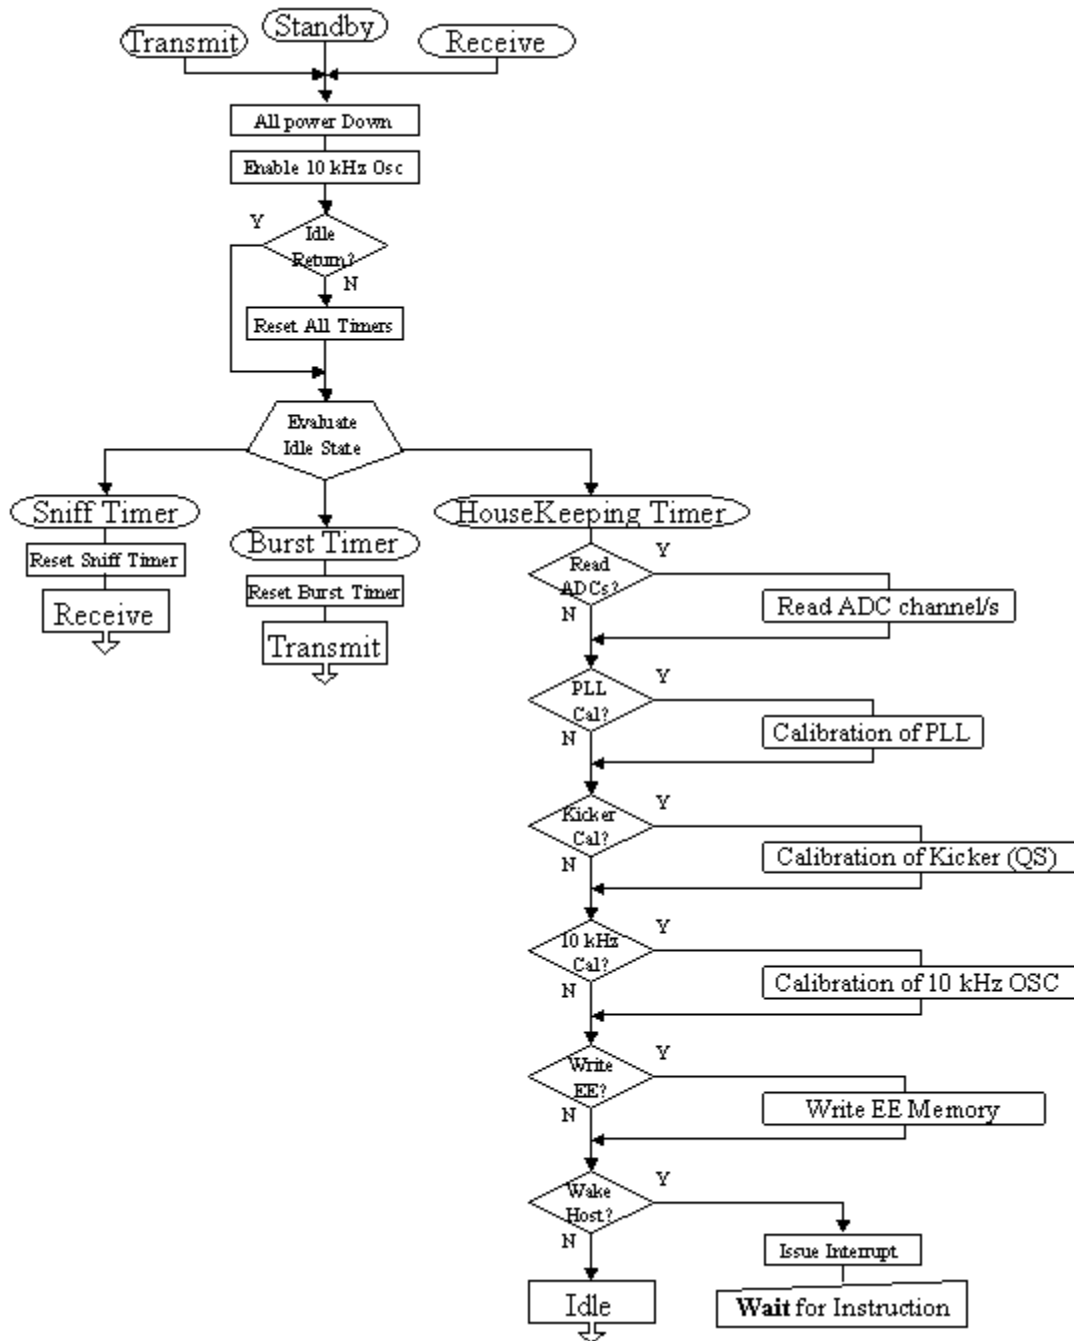 Standby
Transmit
Receive
All power Down
Enable 10 kHz Osc
Y
Idle
Return?
N
Reset All Timers
Evaluate
Idle State
Sniff Timer
Reset Sniff Timer
Receive
Burst Timer
Reset Burst Timer
Transmit
HouseKeeping Timer
Read
ADCs?
Y
N
Read ADC channel/s
PLL
Cal?
Y
N
Calibration of PLL
Kicker
Cal?
Y
N
Calibration of Kicker (QS)
10 kHz
Cal?
Y
N
Calibration of 10 kHz OSC
Write
EE?
Y
N
Write EE Memory
Wake
Host?
Y
N
Issue Interrupt
Wait for Instruction
Idle